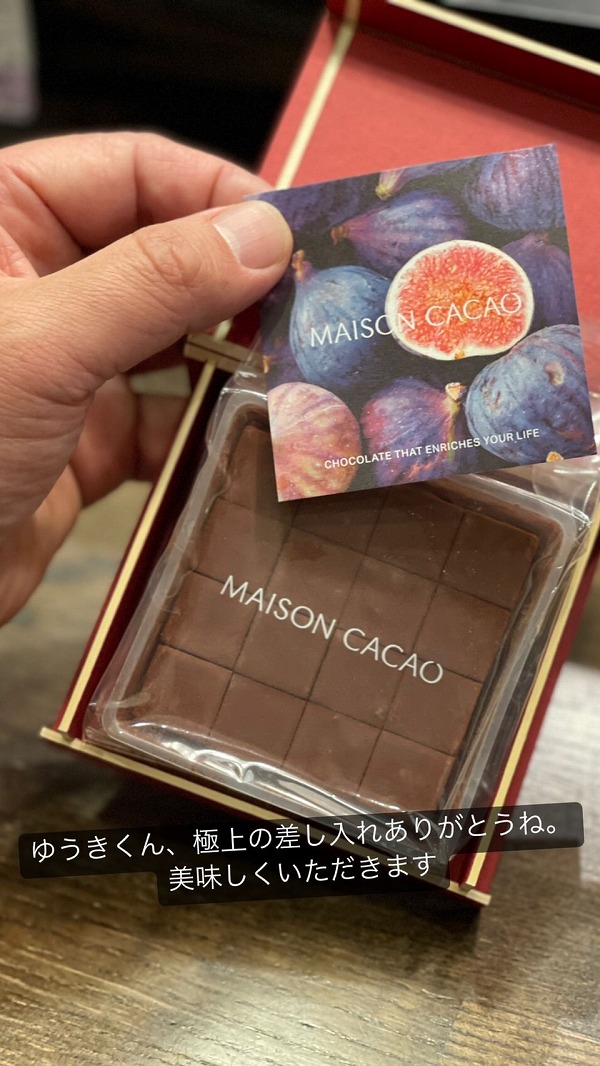 MAISON CACAO
CHOCOLATE THAT ENRICHES YOUR LIFE
MAISON CACAO
ゆうきくん、極上の差し入れありがとうね。
美味しくいただきます